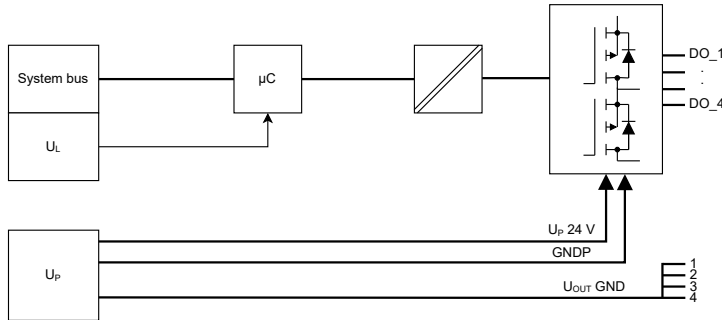 System bus
µC
DO_1
.
.
DO_4
UL
UP 24 V
GNDP
UP
UOUT GND
1
2
3
4